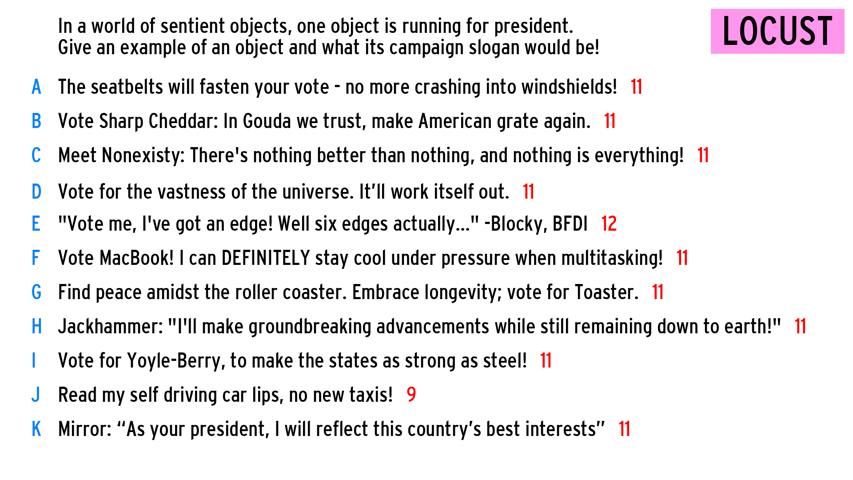 In a world of sentient objects, one object is running for president.
Give an example of an object and what its campaign slogan would be!
LOCUST
A The seatbelts will fasten your vote - no more crashing into windshields! 11
B Vote Sharp Cheddar: In Gouda we trust, make American grate again. 11
C Meet Nonexisty: There's nothing better than nothing, and nothing is everything! 11
D Vote for the vastness of the universe. It’ll work itself out. 11
E "Vote me, I've got an edge! Well six edges actually..." -Blocky, BFDI 12
F Vote MacBook! I can DEFINITELY stay cool under pressure when multitasking! 11
G Find peace amidst the roller coaster. Embrace longevity; vote for Toaster. 11
H Jackhammer: "I'll make groundbreaking advancements while still remaining down to earth!" 11
I Vote for Yoyle-Berry, to make the states as strong as steel! 11
J Read my self driving car lips, no new taxis! 9
K Mirror: “As your president, I will reflect this country’s best interests” 11